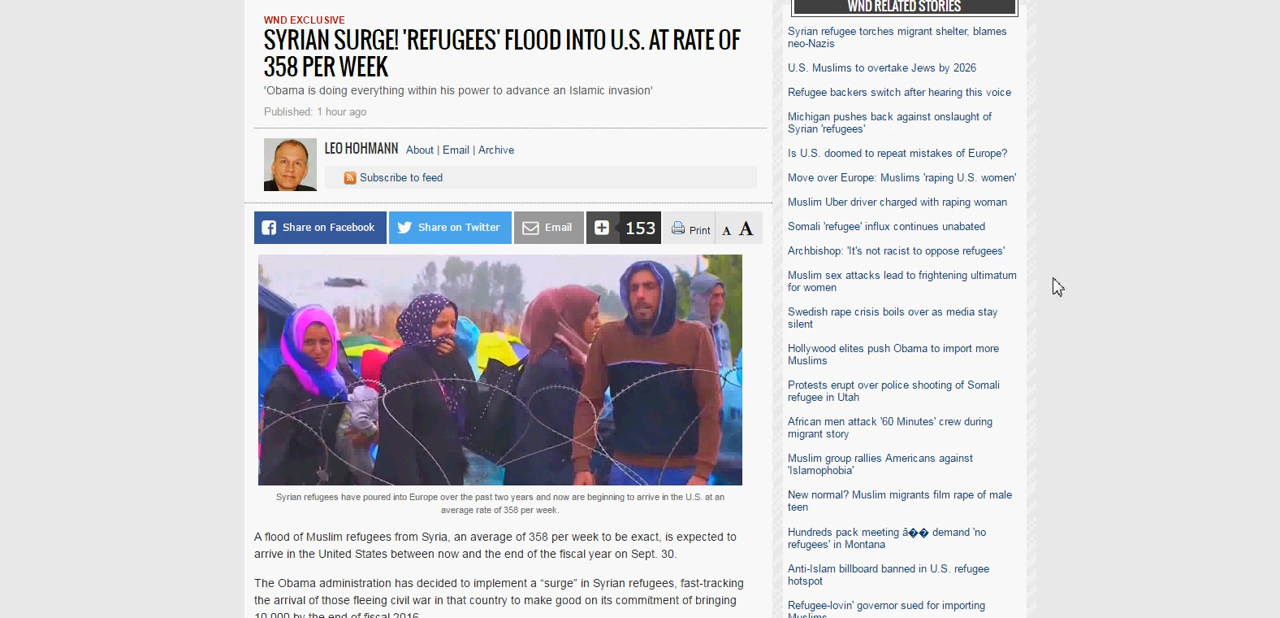 WND EXCLUSIVE
SYRIAN SURGE! 'REFUGEES' FLOOD INTO U.S. AT RATE OF
358 PER WEEK
'Obama is doing everything within his power to advance an Islamic invasion'
Published: 1 hour ago
LEO HOHMANN About | Email | Archive
Subscribe to feed
Share on Facebook Share on Twitter Email 153 Print A A
Syrian refugees have poured into Europe over the past two years and now are beginning to arrive in the U.S. at an
average rate of 358 per week.
A flood of Muslim refugees from Syria, an average of 358 per week to be exact, is expected to
arrive in the United States between now and the end of the fiscal year on Sept. 30.
The Obama administration has decided to implement a “surge” in Syrian refugees, fast-tracking
the arrival of those fleeing civil war in that country to make good on its commitment of bringing
10,000 by the end of fiscal 2016.
WND RELATED STORIES
Syrian refugee torches migrant shelter, blames
neo-Nazis
U.S. Muslims to overtake Jews by 2026
Refugee backers switch after hearing this voice
Michigan pushes back against onslaught of
Syrian 'refugees'
Is U.S. doomed to repeat mistakes of Europe?
Move over Europe: Muslims 'raping U.S. women'
Muslim Uber driver charged with raping woman
Somali 'refugee' influx continues unabated
Archbishop: 'It's not racist to oppose refugees'
Muslim sex attacks lead to frightening ultimatum
for women
Swedish rape crisis boils over as media stay
silent
Hollywood elites push Obama to import more
Muslims
Protests erupt over police shooting of Somali
refugee in Utah
African men attack '60 Minutes' crew during
migrant story
Muslim group rallies Americans against
'Islamophobia'
New normal? Muslim migrants film rape of male
teen
Hundreds pack meeting â�� demand 'no
refugees' in Montana
Anti-Islam billboard banned in U.S. refugee
hotspot
Refugee-lovin' governor sued for importing
Muslims